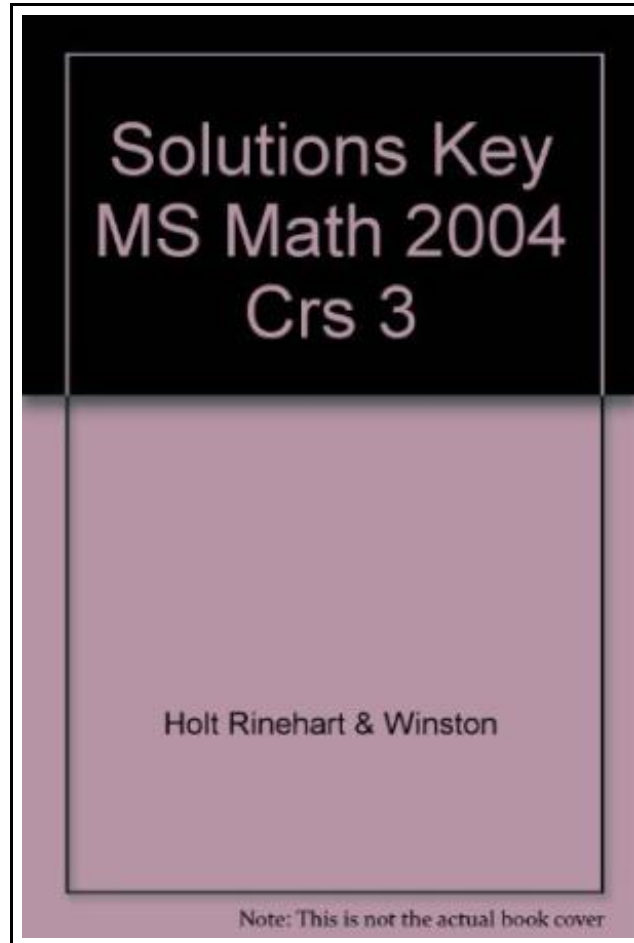 Solutions Key
MS Math 2004
Crs 3
Holt Rinehart & Winston
Note: This is not the actual book cover